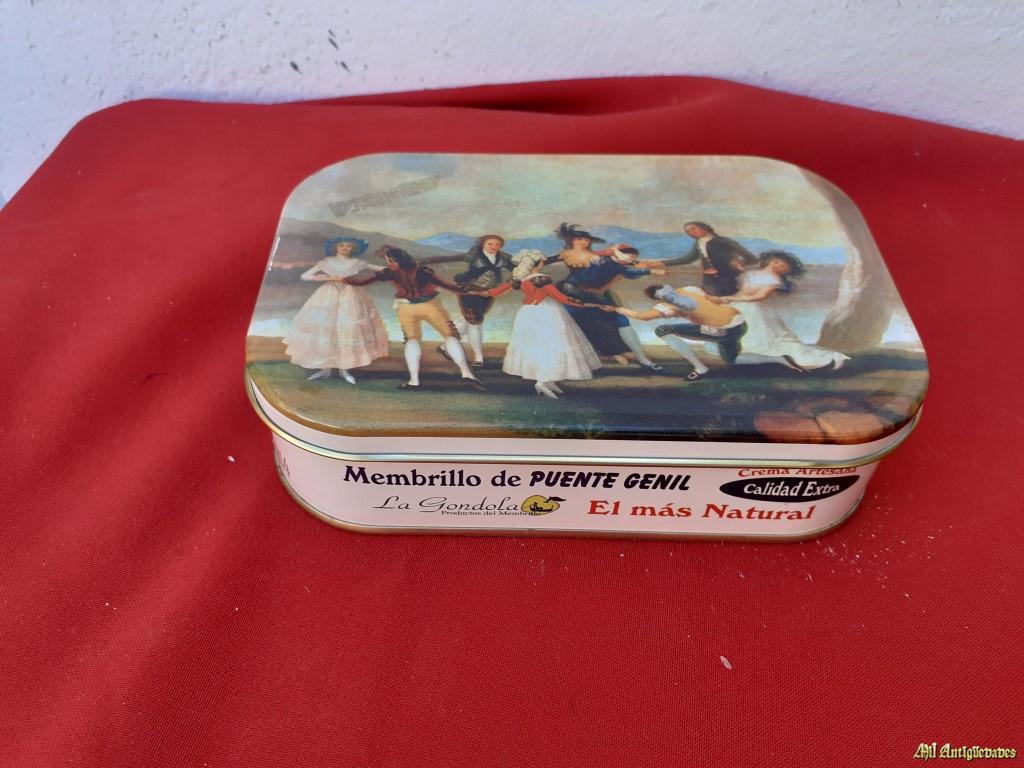 Membrillo de PUENTE GENIL
Crema Artesana
Calidad Extra
La Gondola
Productos del Membrillo
El más Natural
Mil Antigüedades